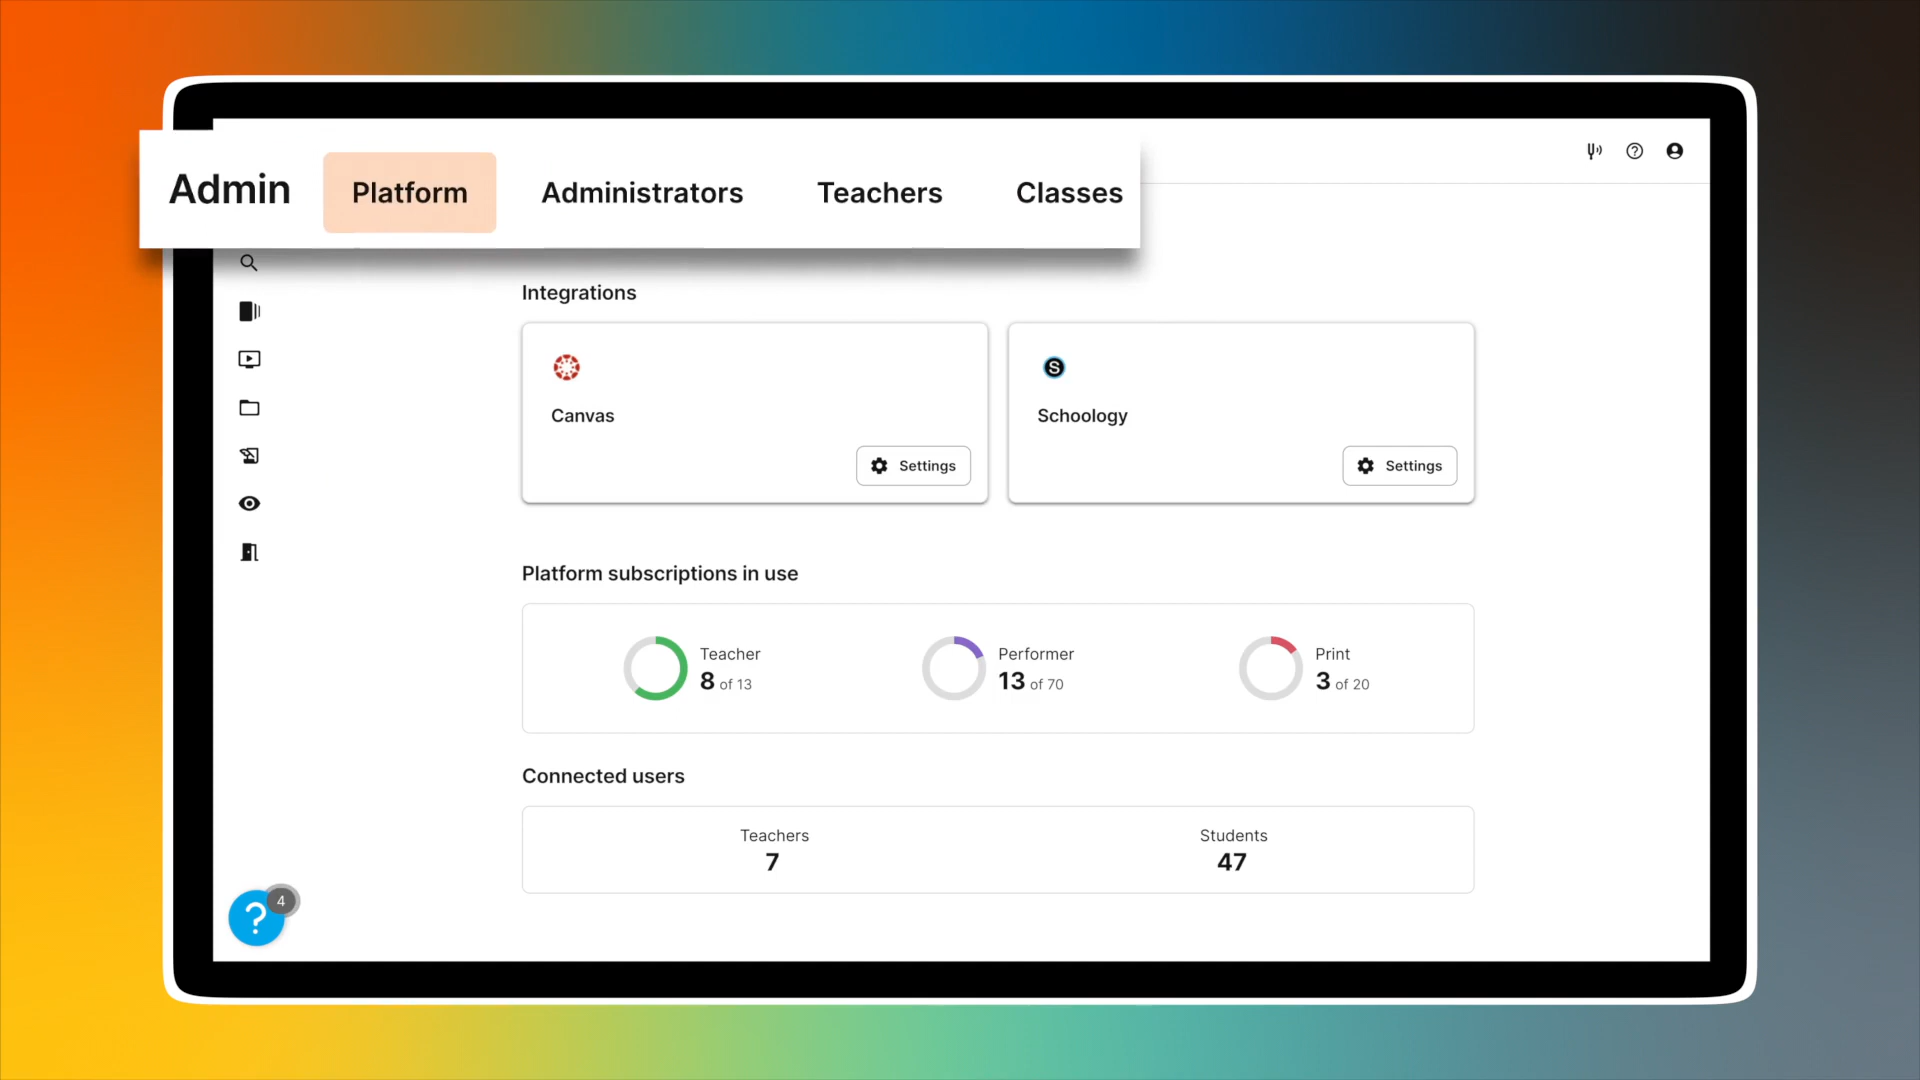 Admin Platform Administrators Teachers Classes
Integrations
Canvas
Settings
S
Schoology
Settings
Platform subscriptions in use
Teacher
8 of 13
Performer
13 of 70
Print
3 of 20
Connected users
Teachers
7
Students
47
? 4